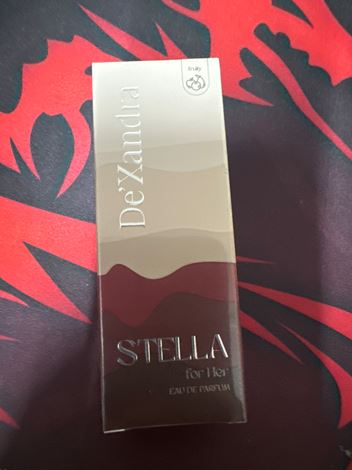 fruity
De'Xandra
STELLA
for Her
EAU DE PARFUM